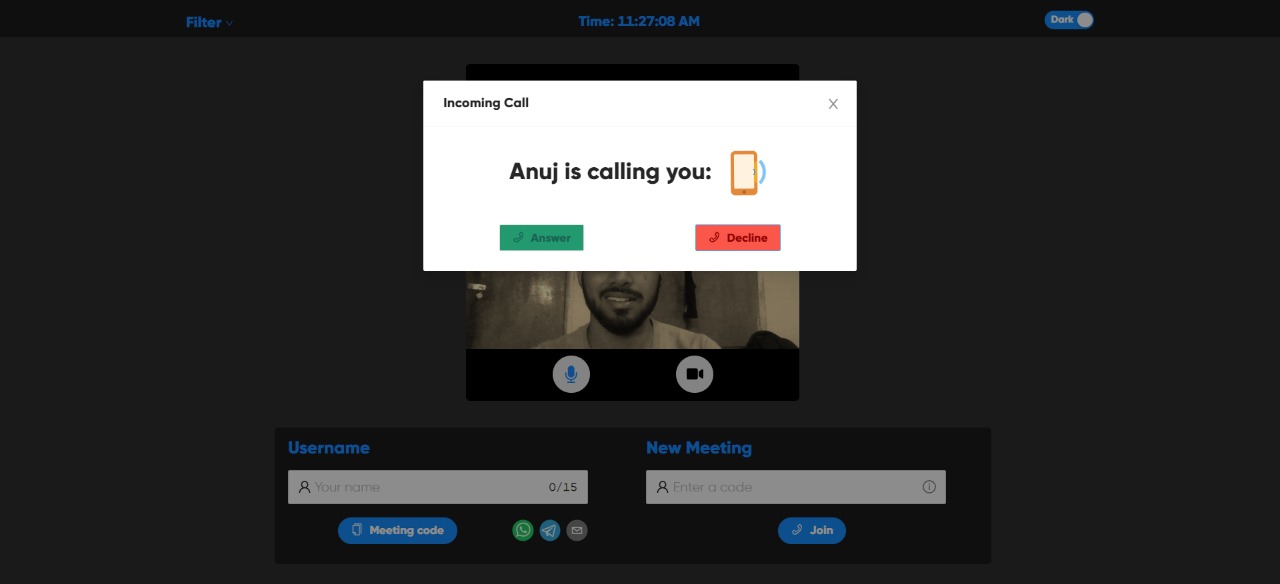 Filter
Time: 11:27:08 AM
Dark
Incoming Call
Anuj is calling you:
Answer
Decline
Username
New Meeting
Your name
0/15
Enter a code
Meeting code
Join